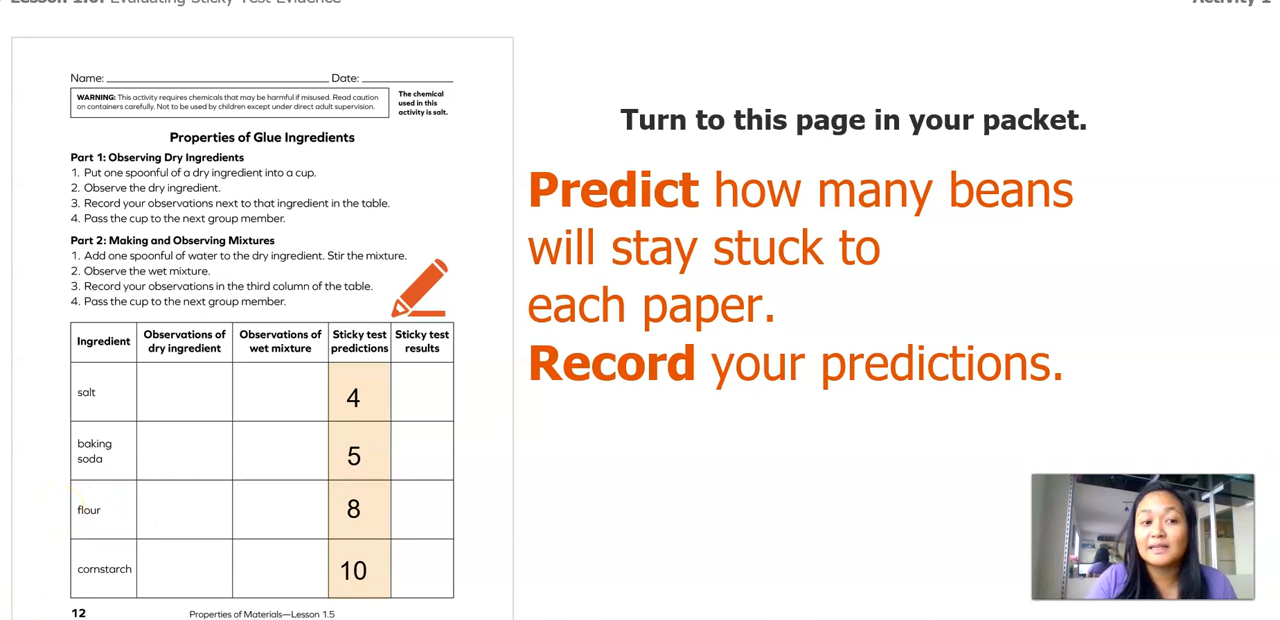 Lesson 1.6: Evaluating Sticky Test Evidence
Activity 1
Name: Date:
WARNING: This activity requires chemicals that may be harmful if misused. Read caution
on containers carefully. Not to be used by children except under direct adult supervision.
The chemical
used in this
activity is salt.
Properties of Glue Ingredients
Part 1: Observing Dry Ingredients
1. Put one spoonful of a dry ingredient into a cup.
2. Observe the dry ingredient.
3. Record your observations next to that ingredient in the table.
4. Pass the cup to the next group member.
Part 2: Making and Observing Mixtures
1. Add one spoonful of water to the dry ingredient. Stir the mixture.
2. Observe the wet mixture.
3. Record your observations in the third column of the table.
4. Pass the cup to the next group member.
Ingredient
Observations of
dry ingredient
Observations of
wet mixture
Sticky test
predictions
Sticky test
results
salt
4
baking
soda
5
flour
8
cornstarch
10
12
Properties of Materials—Lesson 1.5
Turn to this page in your packet.
Predict how many beans
will stay stuck to
each paper.
Record your predictions.